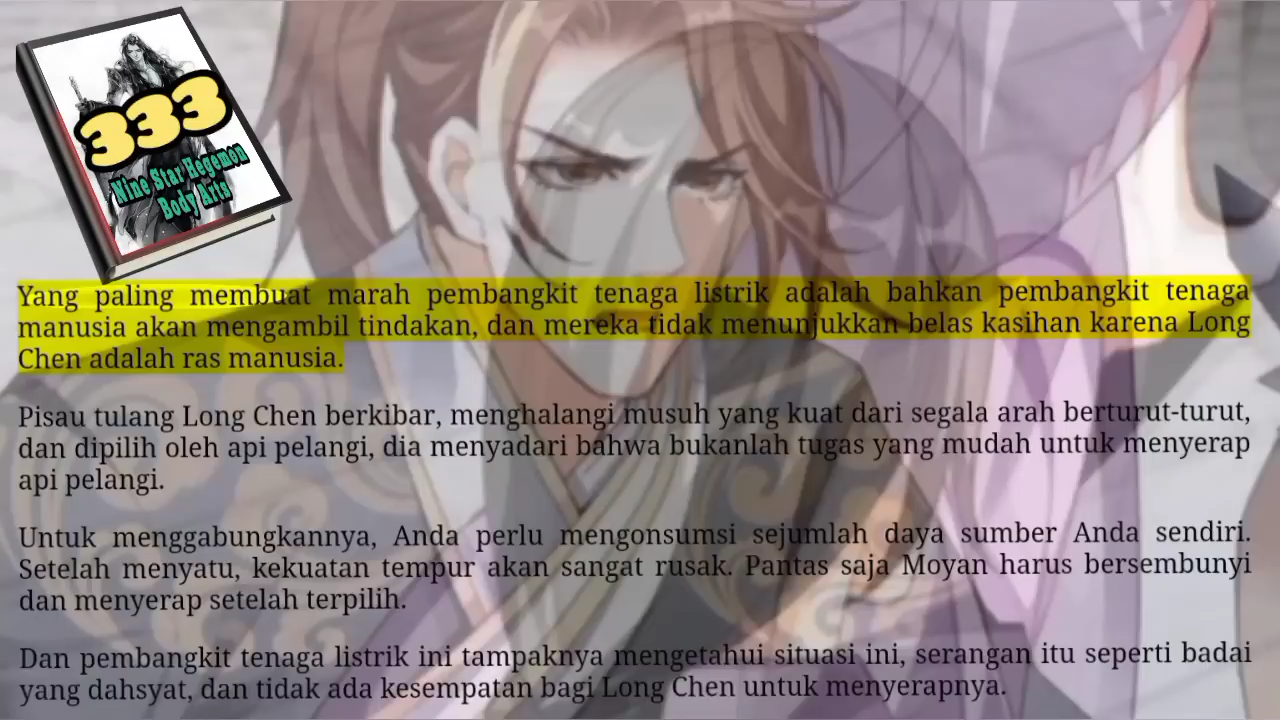 333
Nine Star Hegemon
Body Arts
Yang paling membuat marah pembangkit tenaga listrik adalah bahkan pembangkit tenaga
manusia akan mengambil tindakan, dan mereka tidak menunjukkan belas kasihan karena Long
Chen adalah ras manusia.
Pisau tulang Long Chen berkibar, menghalangi musuh yang kuat dari segala arah berturut-turut,
dan dipilih oleh api pelangi, dia menyadari bahwa bukanlah tugas yang mudah untuk menyerap
api pelangi.
Untuk menggabungkannya, Anda perlu mengonsumsi sejumlah daya sumber Anda sendiri.
Setelah menyatu, kekuatan tempur akan sangat rusak. Pantas saja Moyan harus bersembunyi
dan menyerap setelah terpilih.
Dan pembangkit tenaga listrik ini tampaknya mengetahui situasi ini, serangan itu seperti badai
yang dahsyat, dan tidak ada kesempatan bagi Long Chen untuk menyerapnya.